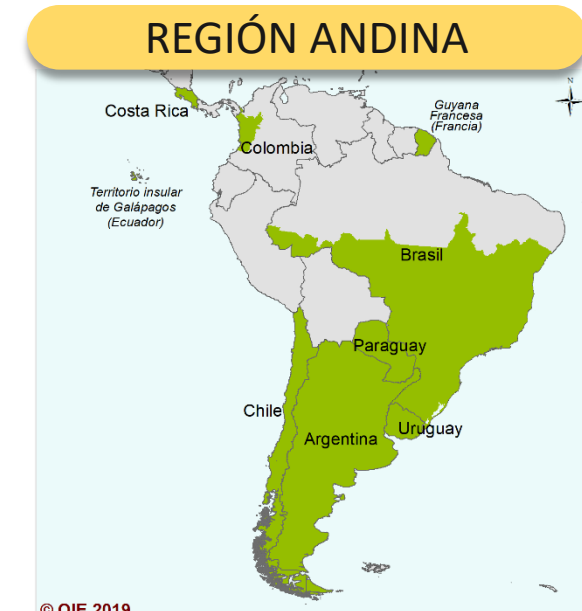 REGIÓN ANDINA
N
Costa Rica
Guyana
Francesa
(Francia)
Colombia
Territorio insular
de Galápagos
(Ecuador)
Brasil
Paraguay
Chile
Uruguay
Argentina
© OIE 2019